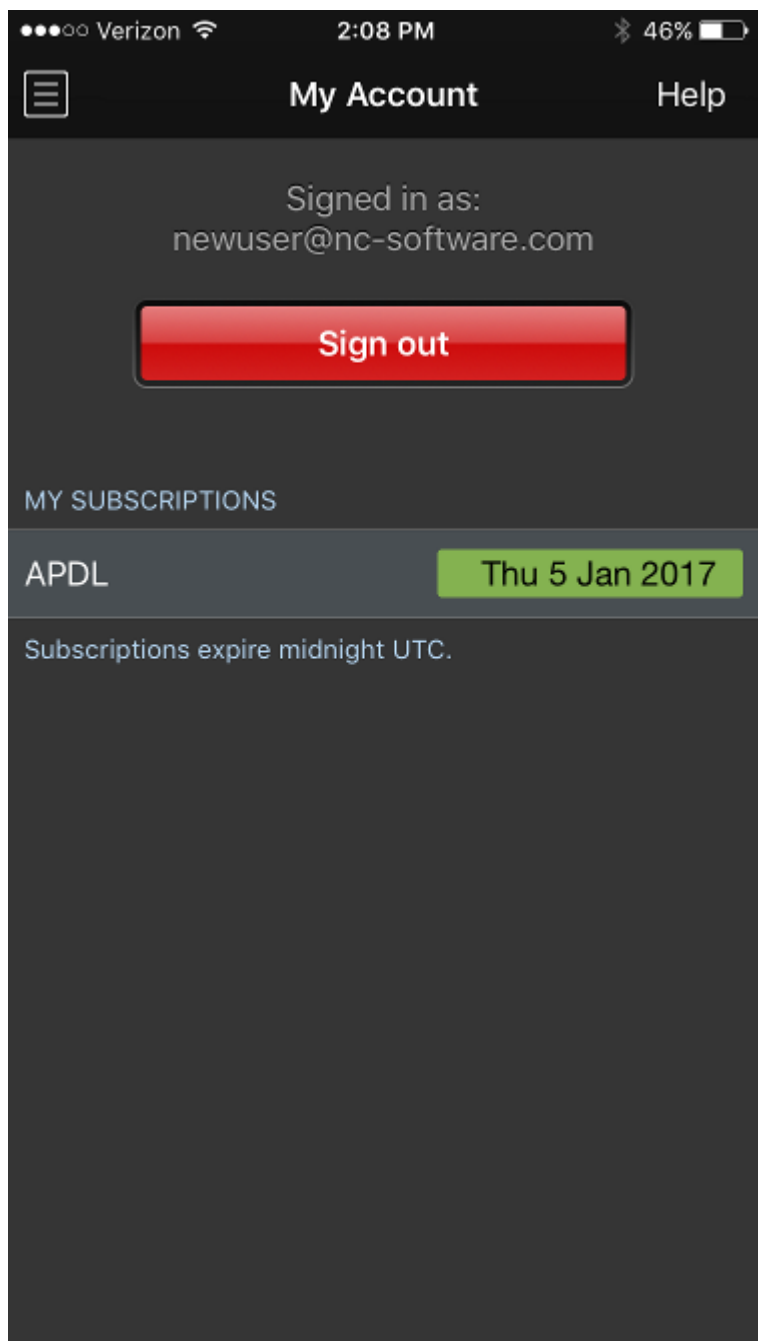 Verizon 2:08 PM 46%
My Account Help
Signed in as:
newuser@nc-software.com
Sign out
MY SUBSCRIPTIONS
APDL Thu 5 Jan 2017
Subscriptions expire midnight UTC.